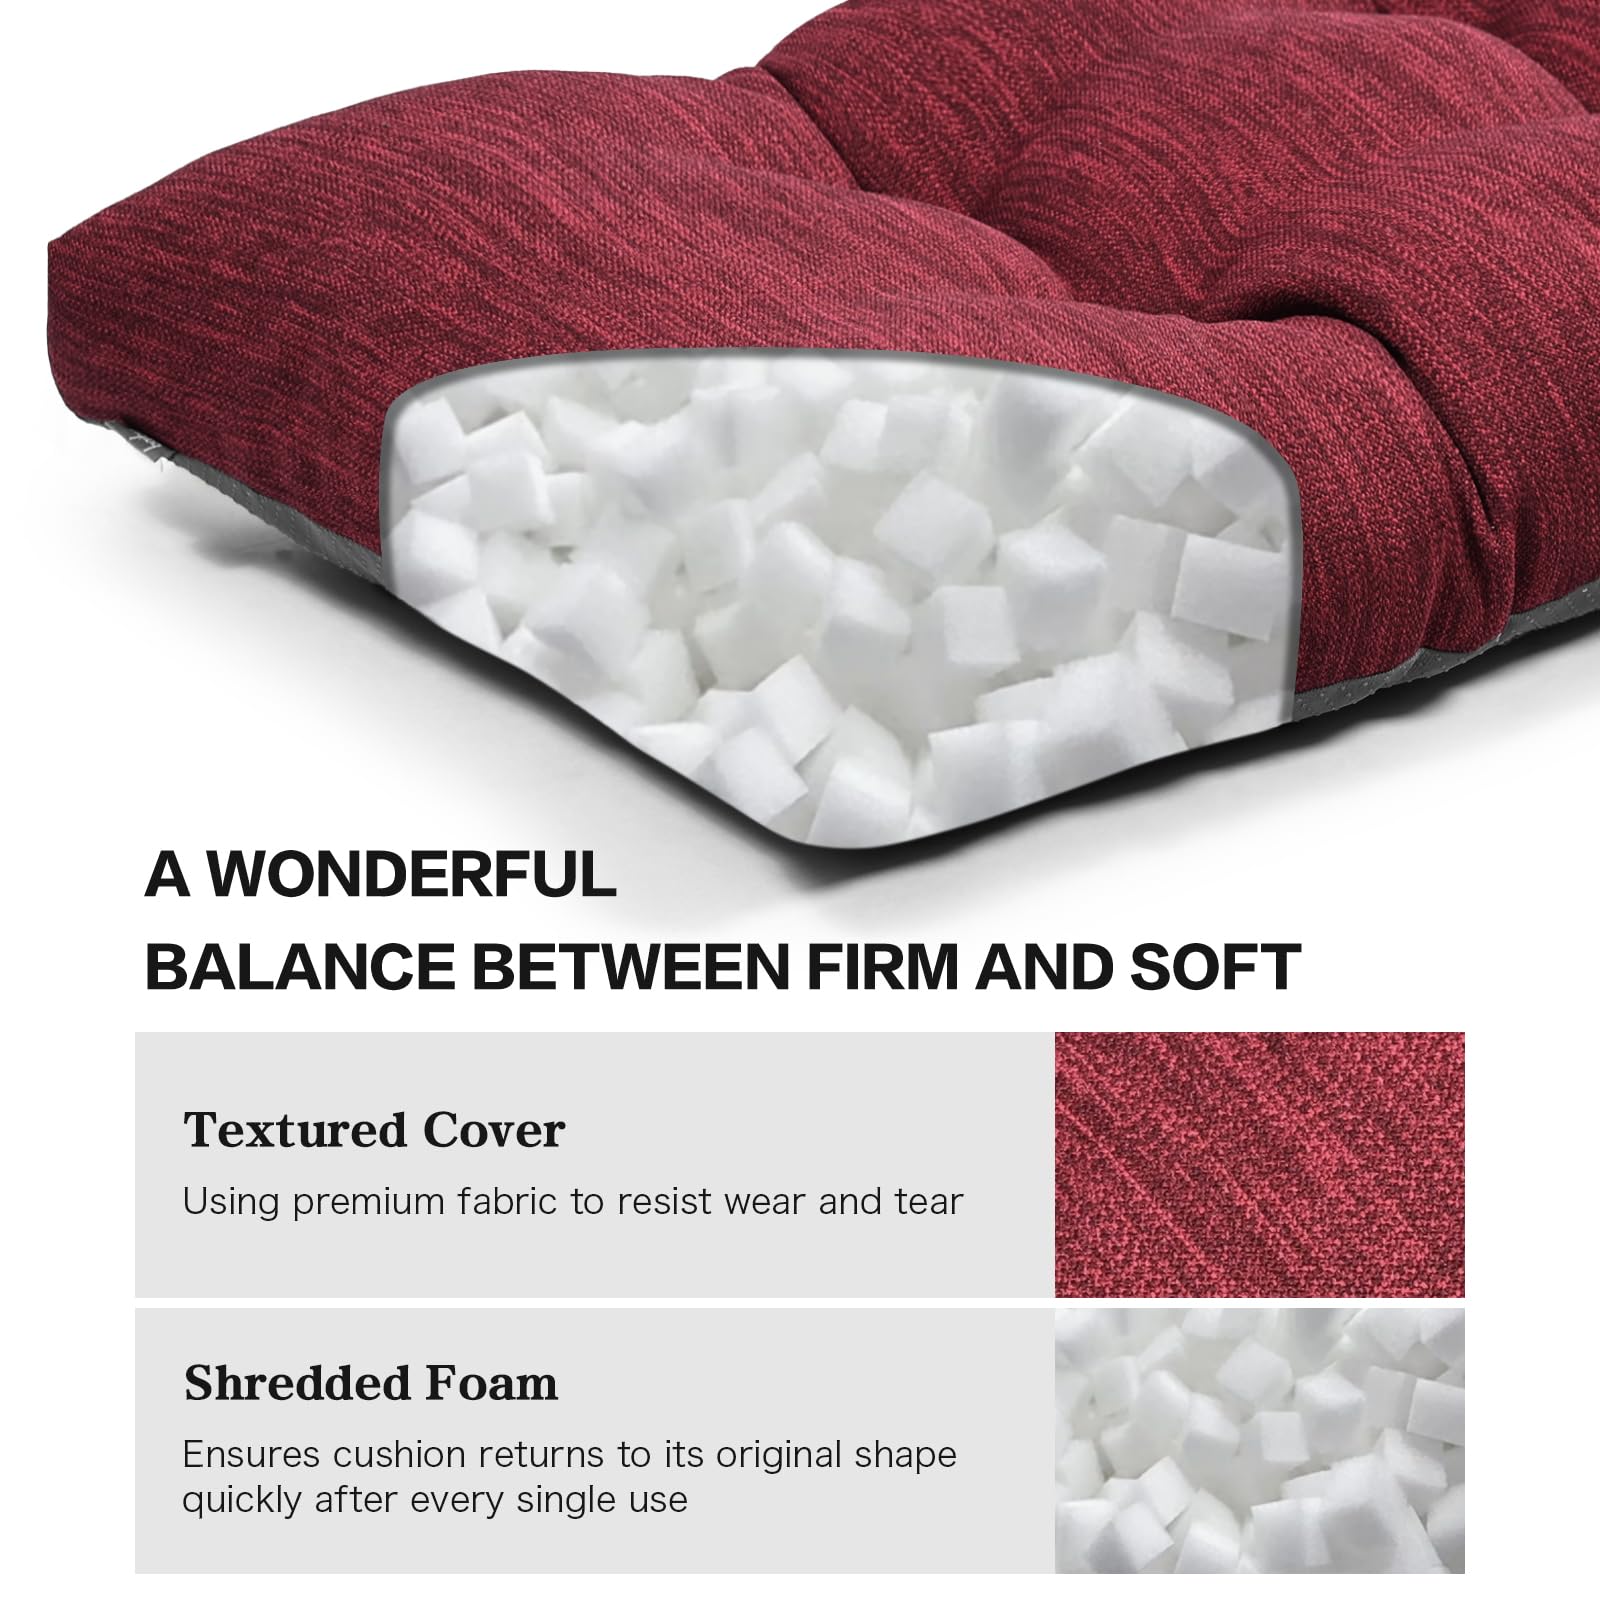 A WONDERFUL
BALANCE BETWEEN FIRM AND SOFT
Textured Cover
Using premium fabric to resist wear and tear
Shredded Foam
Ensures cushion returns to its original shape
quickly after every single use